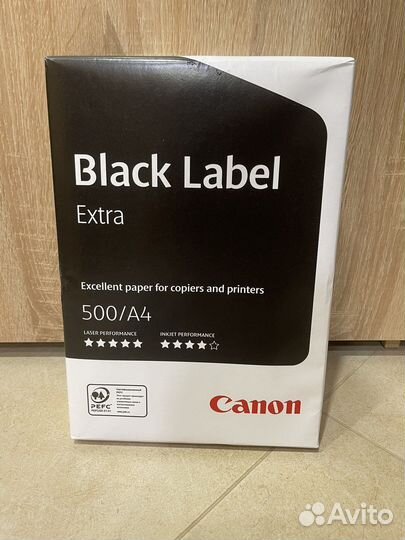 Black Label
Extra
Excellent paper for copiers and printers
500/A4
LASER PERFORMANCE
INKJET PERFORMANCE
PEFC
Canon
Avito